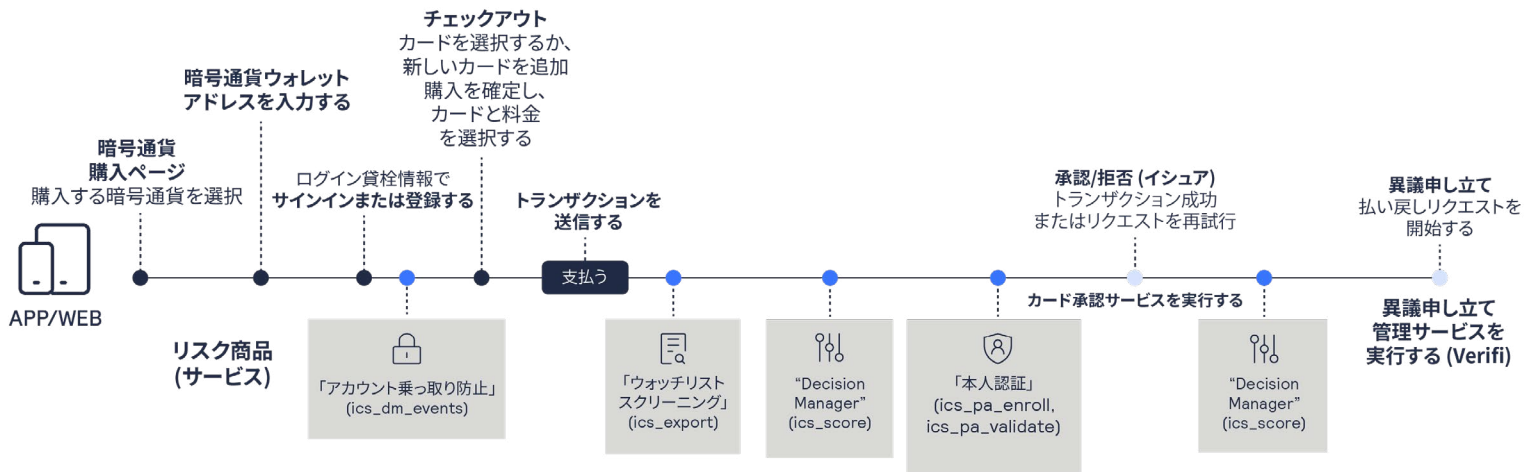 チェックアウト
カードを選択するか、
新しいカードを追加
購入を確定し、
カードと料金
を選択する
暗号通貨ウォレット
アドレスを入力する
暗号通貨
購入ページ
購入する暗号通貨を選択
ログイン貸栓情報で
サインインまたは登録する
トランザクションを
送信する
承認/拒否 (イシュア)
トランザクション成功
またはリクエストを再試行
異議申し立て
払い戻しリクエストを
開始する
支払う
APP/WEB
カード承認サービスを実行する
異議申し立て
管理サービスを
実行する (Verifi)
リスク商品
(サービス)
「アカウント乗っ取り防止」
(ics_dm_events)
「ウォッチリスト
スクリーニング」
(ics_export)
“Decision
Manager”
(ics_score)
「本人認証」
(ics_pa_enroll,
ics_pa_validate)
“Decision
Manager”
(ics_score)